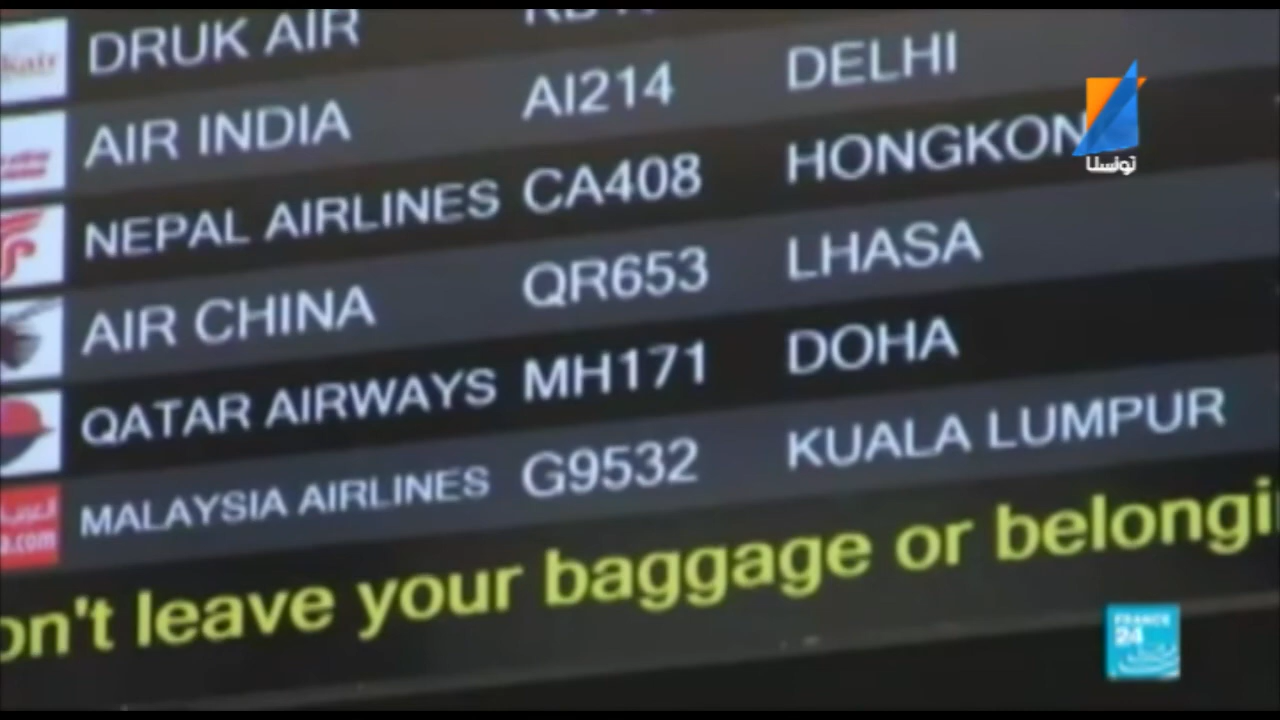 DRUK AIR
AIR INDIA AI214 DELHI
NEPAL AIRLINES CA408 HONGKON
AIR CHINA QR653 LHASA
QATAR AIRWAYS MH171 DOHA
MALAYSIA AIRLINES G9532 KUALA LUMPUR
on't leave your baggage or belongi
تونسنا
FRANCE
24